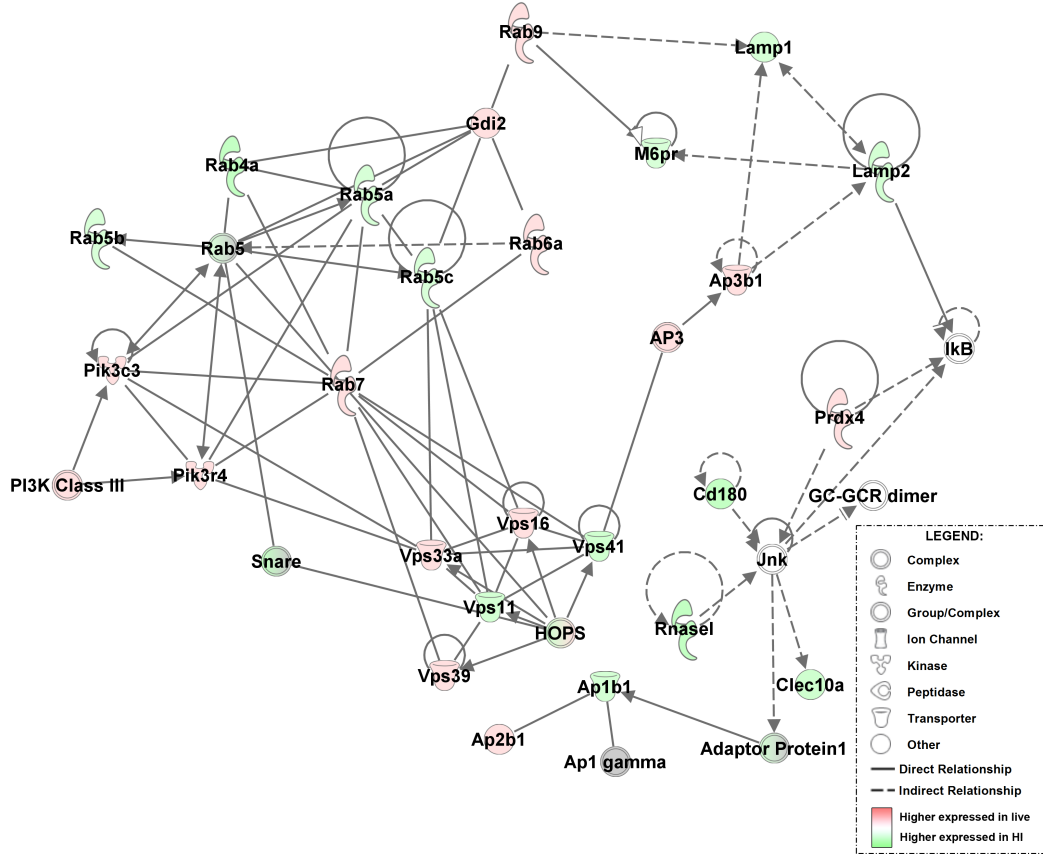 Rab9
Lamp1
Gdi2
M6pr
Rab4a
Lamp2
Rab5a
Rab5b
Rab5
Rab6a
Rab5c
Ap3b1
AP3
IkB
Pik3c3
Rab7
Prdx4
PI3K Class III
Pik3r4
Cd180
GC-GCR dimer
Vps16
Vps33a
Vps41
Snare
Jnk
Vps11
HOPS
Rnasel
Vps39
Ap1b1
Clec10a
Ap2b1
Ap1 gamma
Adaptor Protein1
LEGEND:
Complex
Enzyme
Group/Complex
Ion Channel
Kinase
Peptidase
Transporter
Other
Direct Relationship
Indirect Relationship
Higher expressed in live
Higher expressed in HI